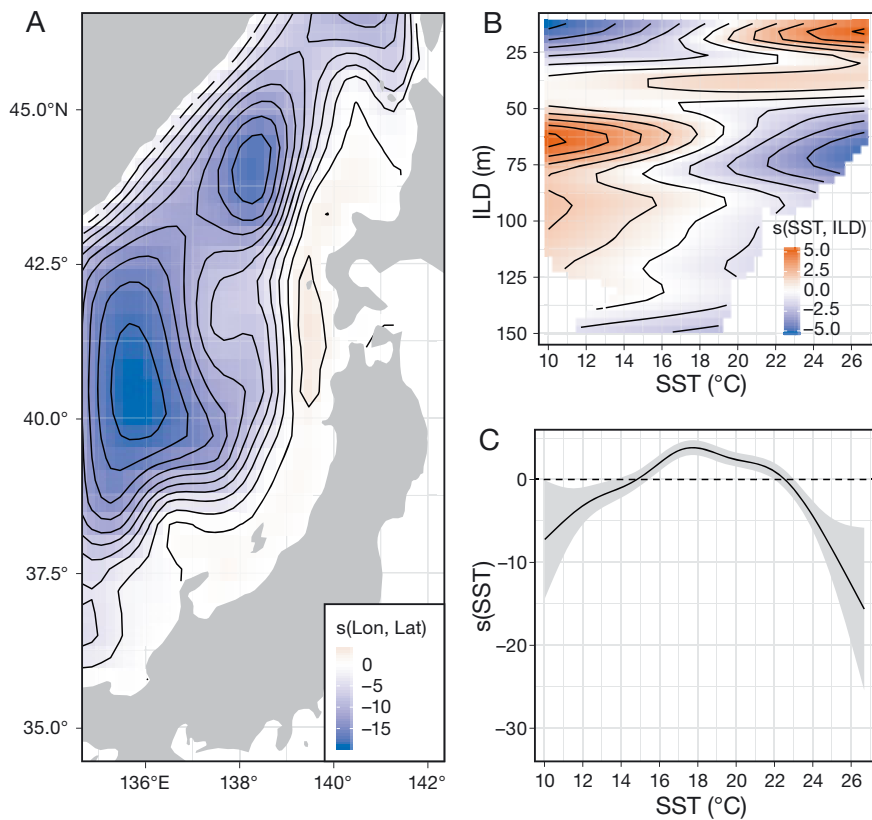 A
45.0°N
42.5°
40.0°
37.5°
35.0°
136°E
138°
140°
142°
s(Lon, Lat)
0
−5
−10
−15
B
25
50
75
100
125
150
ILD (m)
s(SST, ILD)
5.0
2.5
0.0
−2.5
−5.0
10 12 14 16 18 20 22 24 26
SST (°C)
C
0
−10
−20
−30
s(SST)
10 12 14 16 18 20 22 24 26
SST (°C)